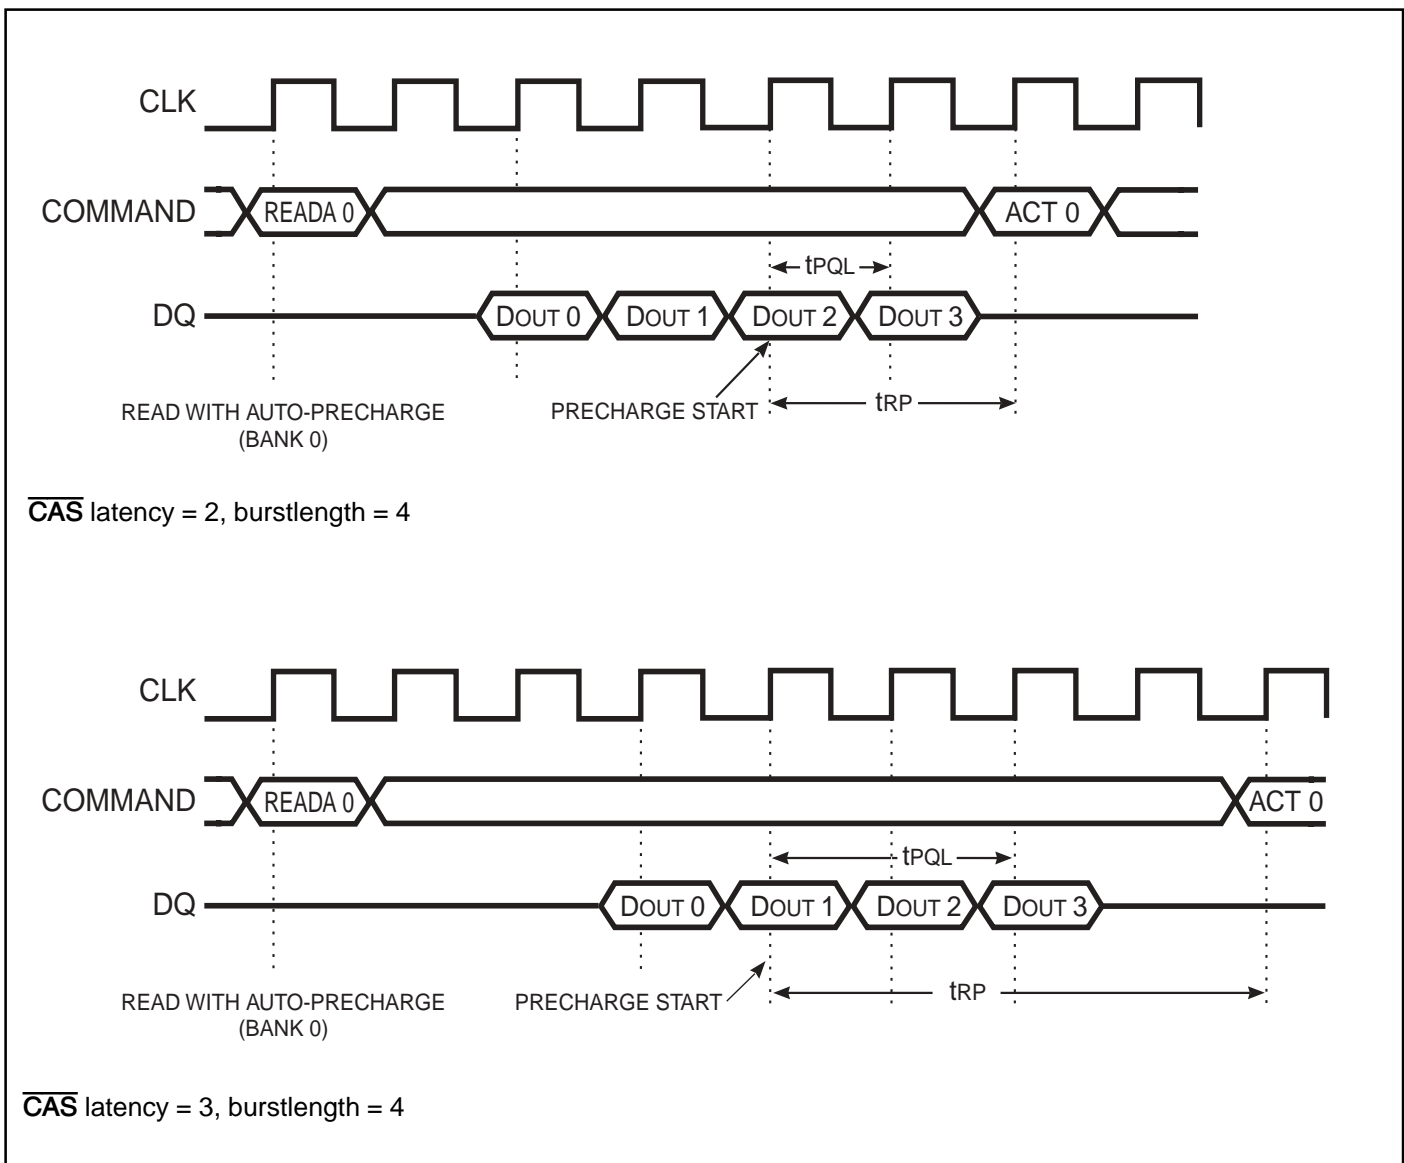 CLK
COMMAND
READA 0
ACT 0
tPQL
DQ
DOUT 0
DOUT 1
DOUT 2
DOUT 3
READ WITH AUTO-PRECHARGE
(BANK 0)
PRECHARGE START
tRP
CAS latency = 2, burstlength = 4
CLK
COMMAND
READA 0
ACT 0
tPQL
DQ
DOUT 0
DOUT 1
DOUT 2
DOUT 3
READ WITH AUTO-PRECHARGE
(BANK 0)
PRECHARGE START
tRP
CAS latency = 3, burstlength = 4